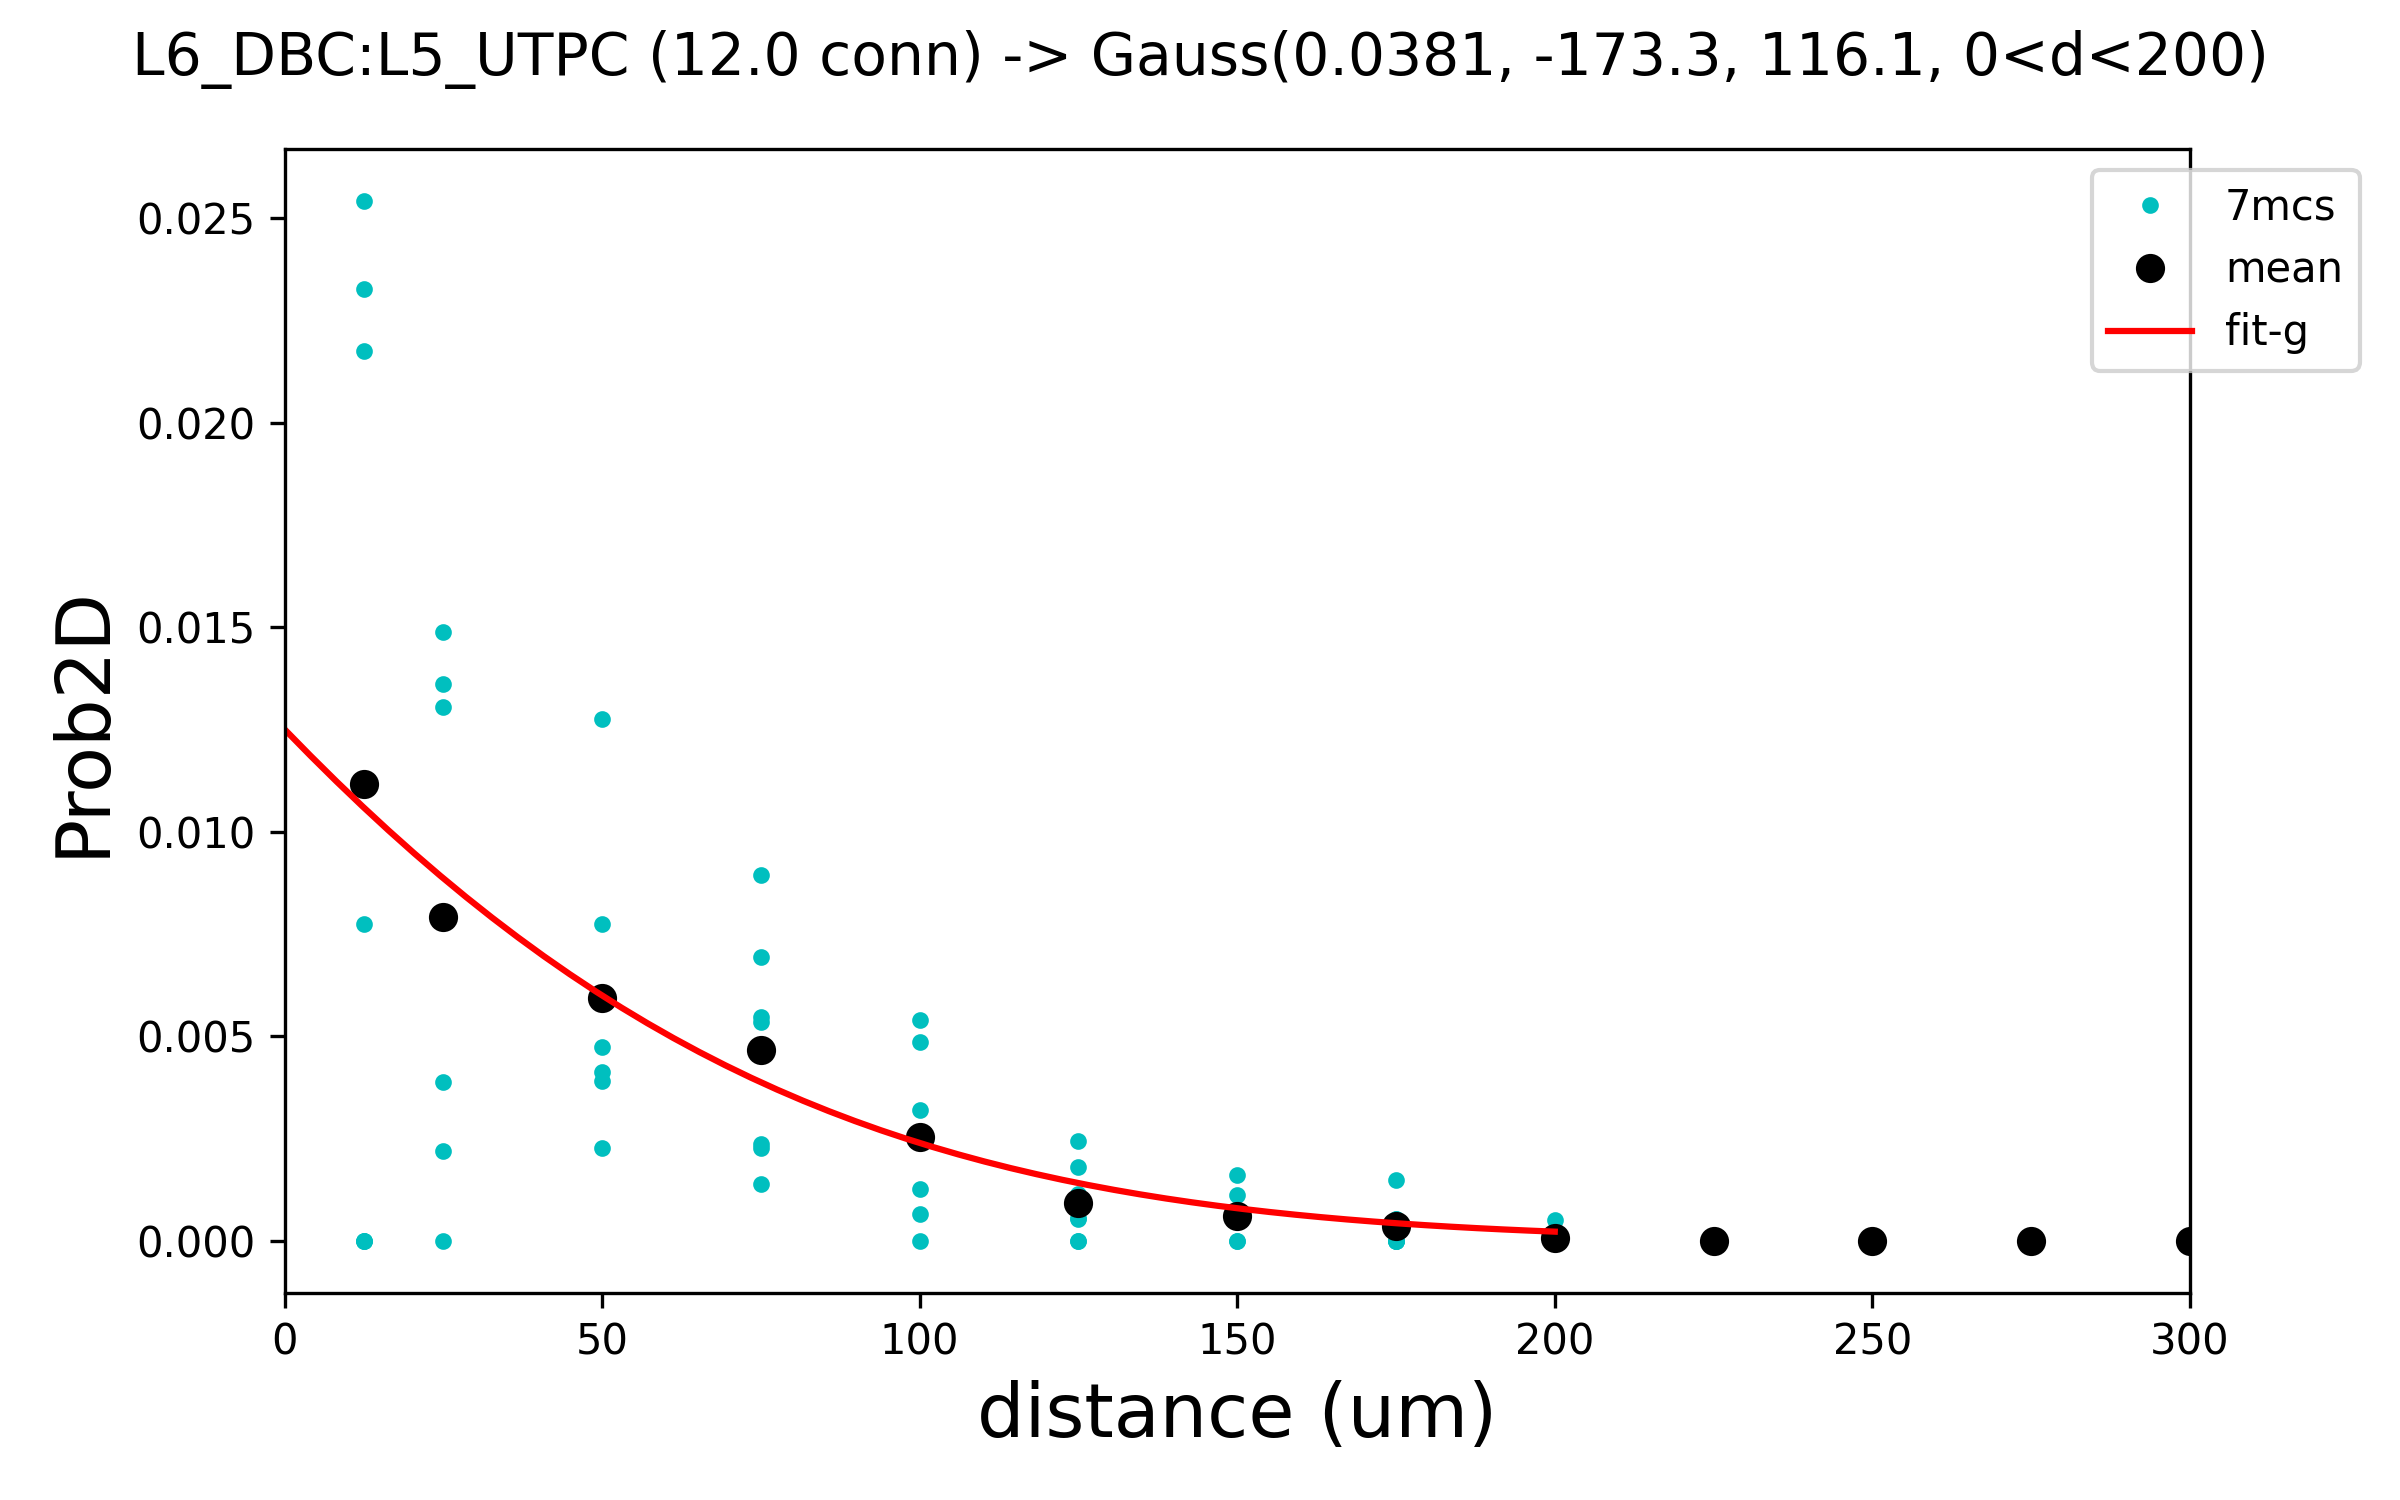 L6_DBC:L5_UTPC (12.0 conn) -> Gauss(0.0381, -173.3, 116.1, 0<d<200)
7mcs
mean
fit-g
Prob2D
0.025
0.020
0.015
0.010
0.005
0.000
0 50 100 150 200 250 300
distance (um)